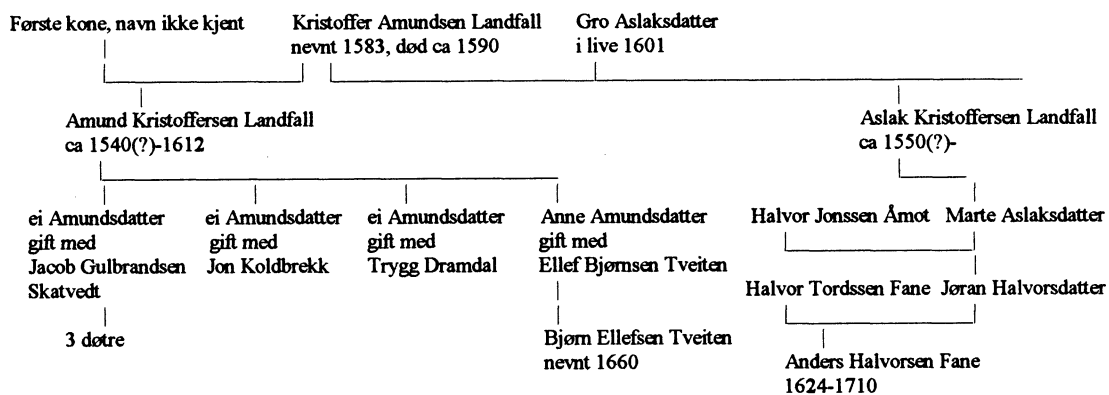 Første kone, navn ikke kjent
Kristoffer Amundsen Landfall
nevnt 1583, død ca 1590
Gro Aslaksdatter
i live 1601
Amund Kristoffersen Landfall
ca 1540(?)-1612
Aslak Kristoffersen Landfall
ca 1550(?)-
ei Amundsdatter
gift med
Jacob Gulbrandsen
Skatvedt
ei Amundsdatter
gift med
Jon Koldbrekk
ei Amundsdatter
gift med
Trygg Dramdal
Anne Amundsdatter
gift med
Ellef Bjørnsen Tveiten
Halvor Jonssen Åmot
Marte Aslaksdatter
Halvor Tordssen Fane
Jøran Halvorsdatter
3 døtre
Bjørn Ellefsen Tveiten
nevnt 1660
Anders Halvorsen Fane
1624-1710